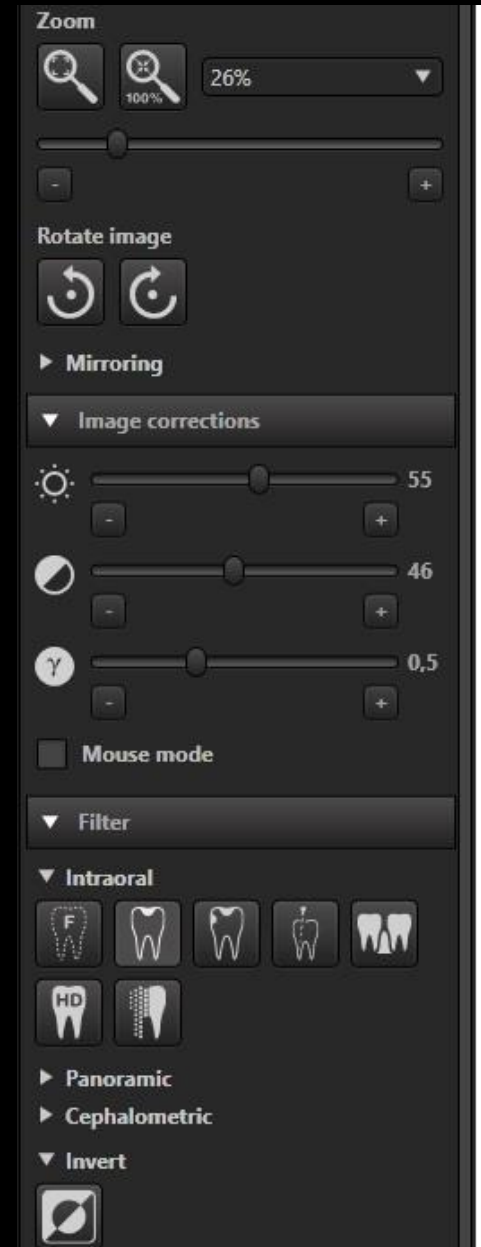 Zoom
100%
26%
- +
Rotate image
Mirroring
Image corrections
55
- +
46
- +
γ 0,5
- +
Mouse mode
Filter
Intraoral
F
HD
Panoramic
Cephalometric
Invert